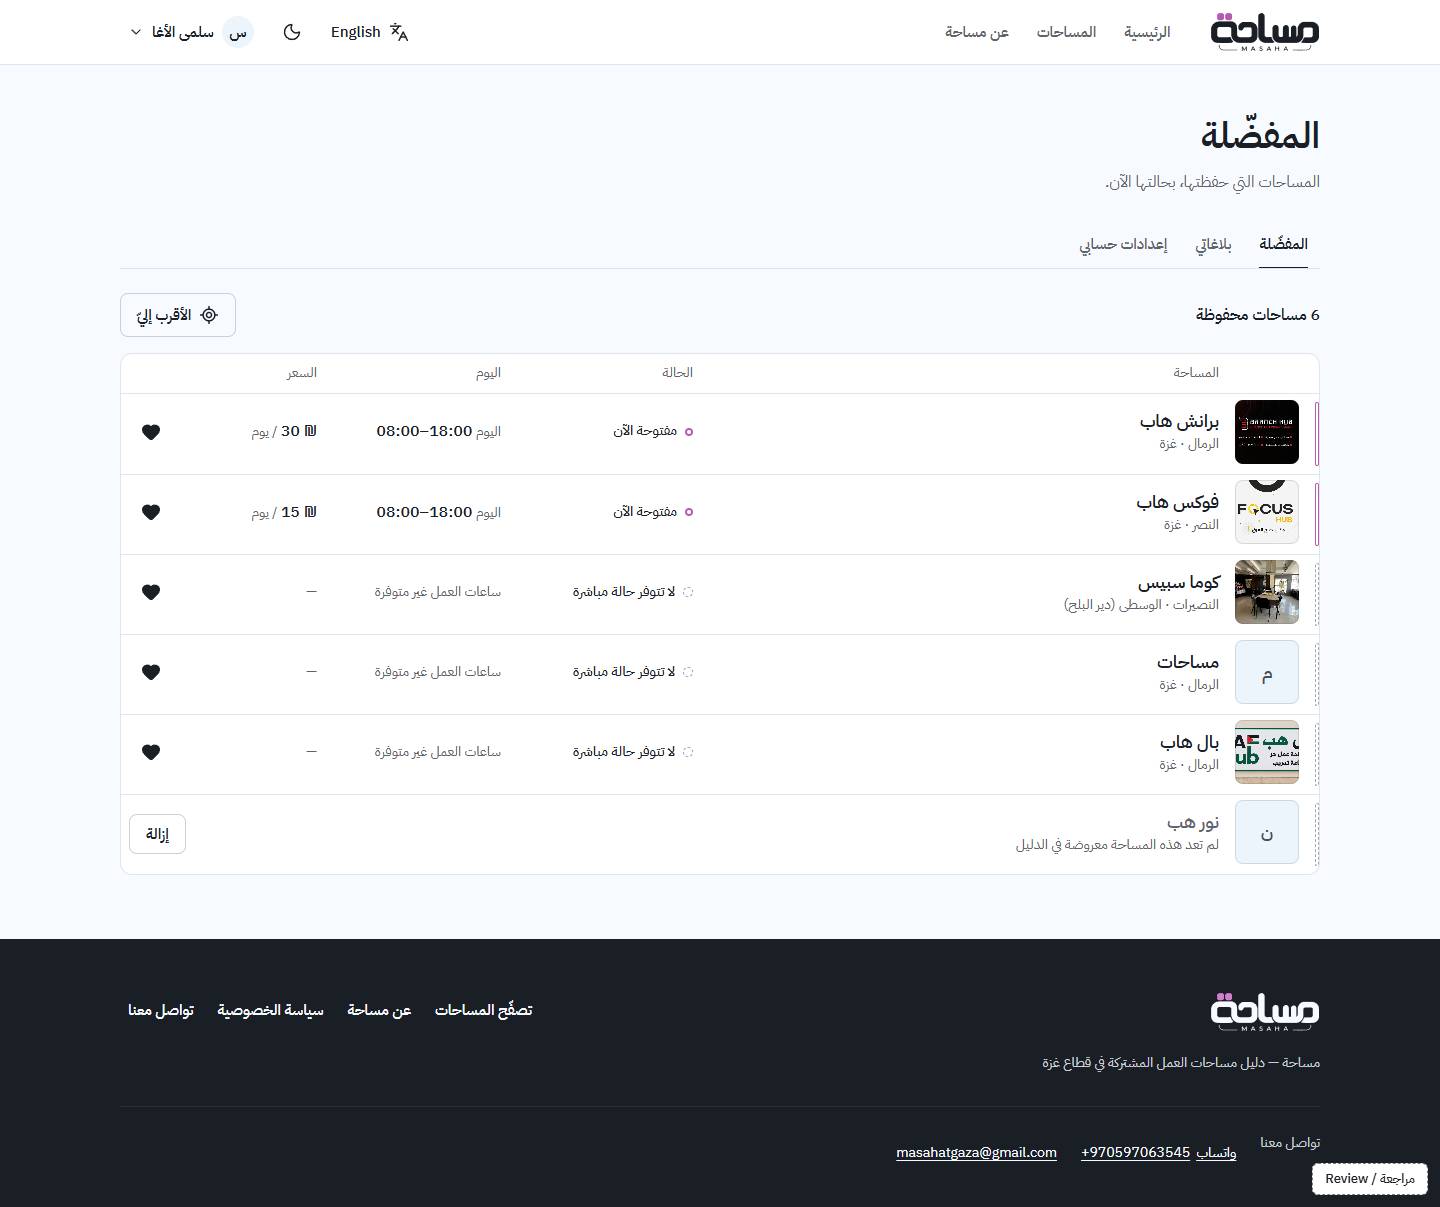 مساحة
MASAHA
الرئيسية
المساحات
عن مساحة
English
س
سلمى الأغا
المفضّلة
المساحات التي حفظتها، بحالتها الآن.
المفضّلة
بلاغاتي
إعدادات حسابي
6 مساحات محفوظة
الأقرب إليّ
المساحة
الحالة
اليوم
السعر
BRANCH HUB
برانش هاب
الرمال · غزة
مفتوحة الآن
اليوم 08:00–18:00
₪ 30 / يوم
FOCUS
HUB
فوكس هاب
النصر · غزة
مفتوحة الآن
اليوم 08:00–18:00
₪ 15 / يوم
كوما سبيس
النصيرات · الوسطى (دير البلح)
لا تتوفر حالة مباشرة
ساعات العمل غير متوفرة
—
م
مساحات
الرمال · غزة
لا تتوفر حالة مباشرة
ساعات العمل غير متوفرة
—
هب
ub
بال هاب
الرمال · غزة
لا تتوفر حالة مباشرة
ساعات العمل غير متوفرة
—
ن
نور هب
لم تعد هذه المساحة معروضة في الدليل
إزالة
مساحة
MASAHA
تصفّح المساحات
عن مساحة
سياسة الخصوصية
تواصل معنا
مساحة — دليل مساحات العمل المشتركة في قطاع غزة
تواصل معنا
واتساب +970597063545
masahatgaza@gmail.com
مراجعة / Review